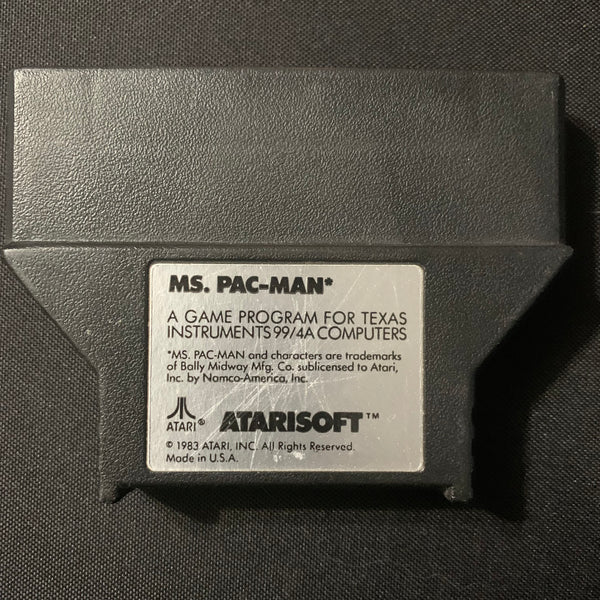 MS. PAC-MAN*
A GAME PROGRAM FOR TEXAS
INSTRUMENTS 99/4A COMPUTERS
*MS. PAC-MAN and characters are trademarks
of Bally Midway Mfg. Co. sublicensed to Atari,
Inc. by Namco-America, Inc.
ATARI® ATARISOFT™
© 1983 ATARI, INC. All Rights Reserved.
Made in U.S.A.